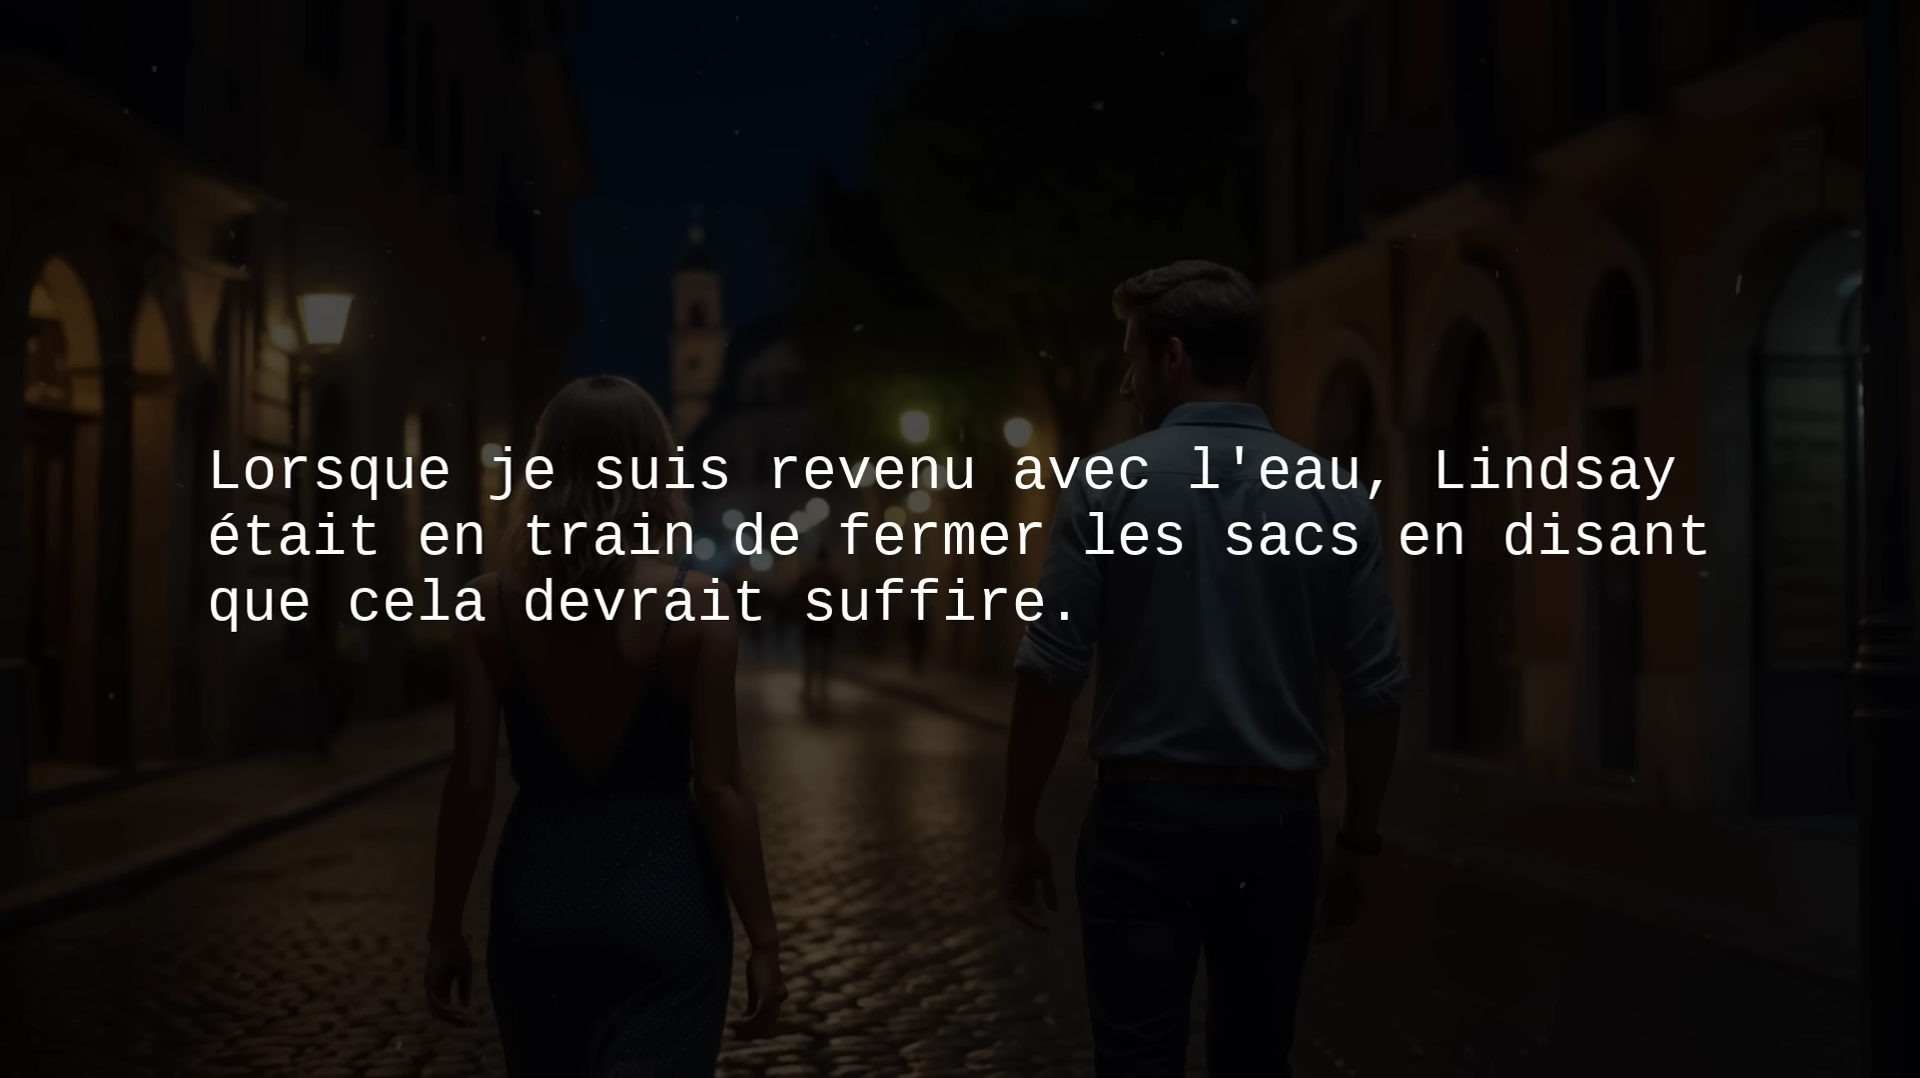 Lorsque je suis revenu avec l'eau, Lindsay
était en train de fermer les sacs en disant
que cela devrait suffire.